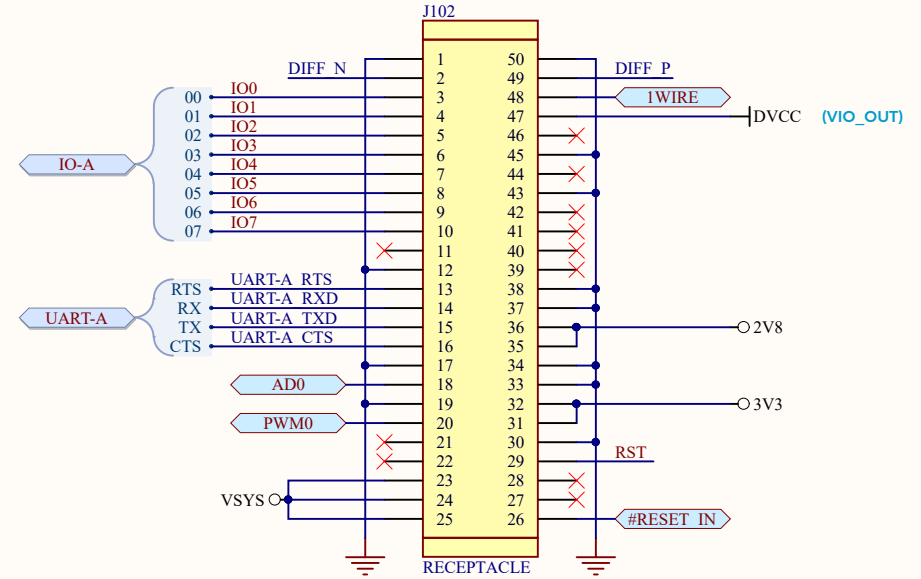 J102
1 50
DIFF_N 2 49 DIFF_P
00 IO0 3 48 1WIRE
01 IO1 4 47 DVCC (VIO_OUT)
02 IO2 5 46
03 IO3 6 45
IO-A
04 IO4 7 44
05 IO5 8 43
06 IO6 9 42
07 IO7 10 41
11 40
12 39
RTS UART-A_RTS 13 38
RX UART-A_RXD 14 37
UART-A
TX UART-A_TXD 15 36 2V8
CTS UART-A_CTS 16 35
17 34
AD0 18 33
19 32 3V3
PWM0 20 31
21 30
22 29 RST
23 28
VSYS 24 27
25 26 #RESET_IN
RECEPTACLE